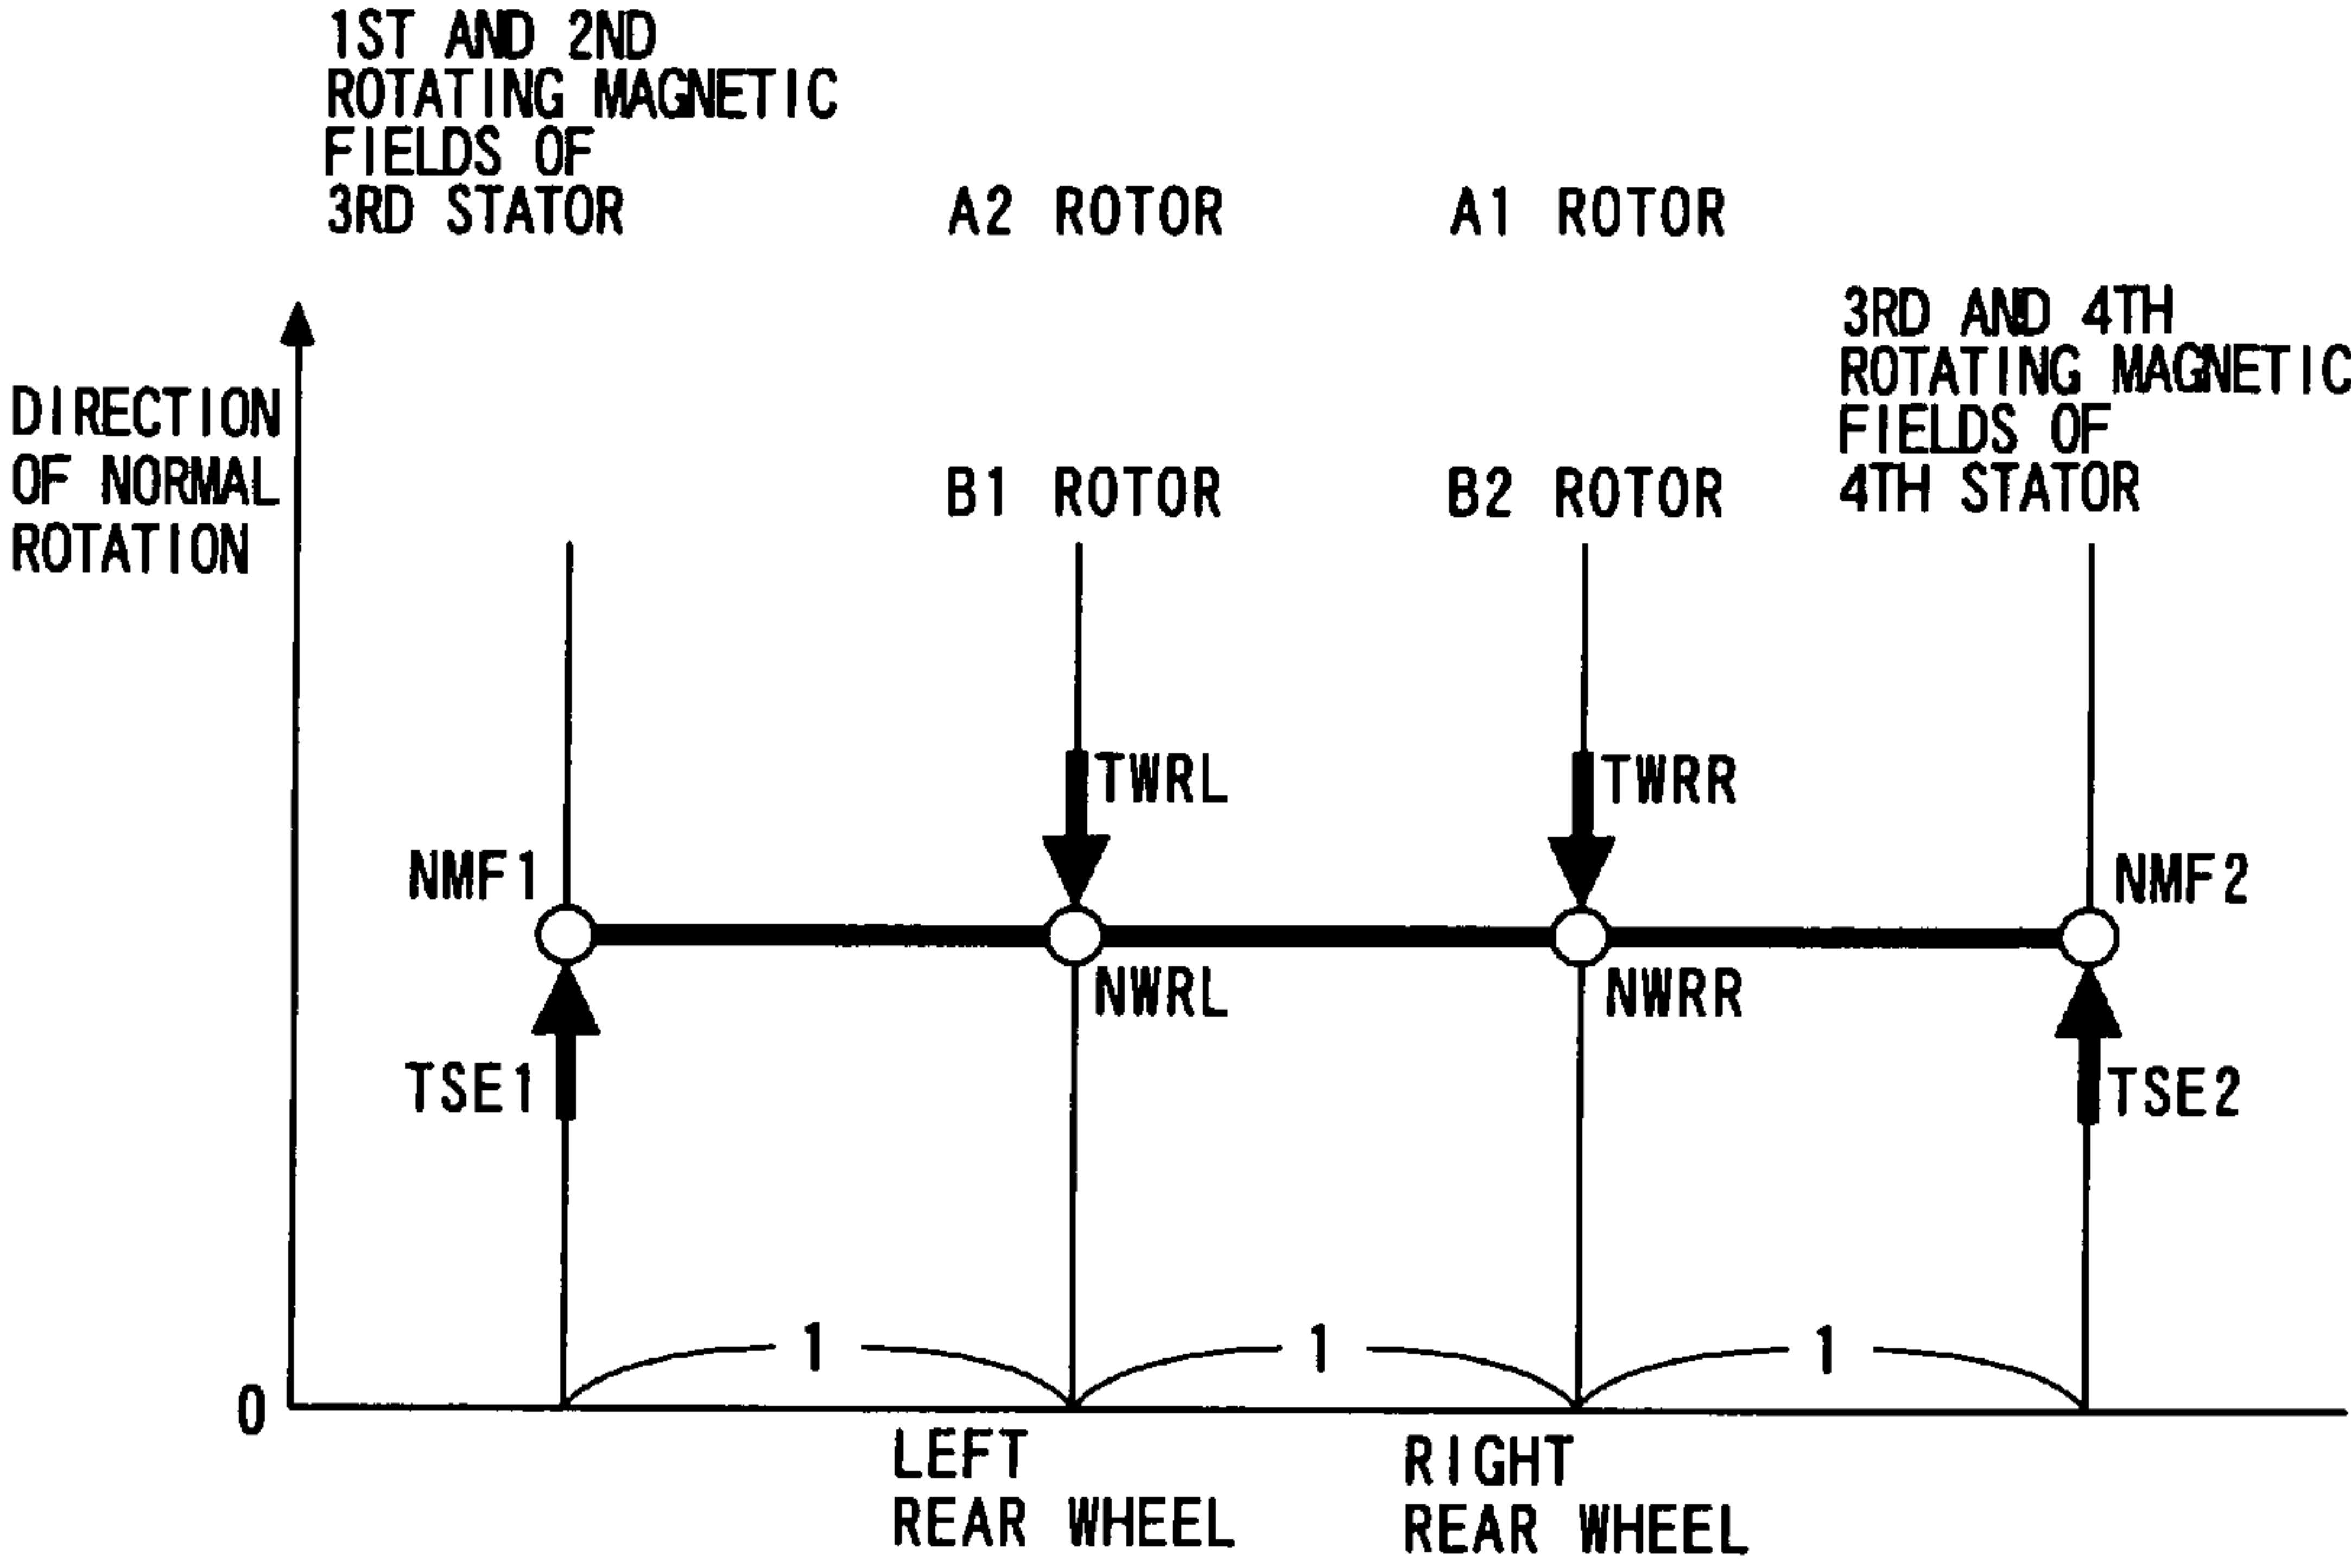 1ST AND 2ND
ROTATING MAGNETIC
FIELDS OF
3RD STATOR
A2 ROTOR
A1 ROTOR
3RD AND 4TH
ROTATING MAGNETIC
FIELDS OF
4TH STATOR
DIRECTION
OF NORMAL
ROTATION
B1 ROTOR
B2 ROTOR
TWRL
TWRR
NMF1
NMF2
NWRL
NWRR
TSE1
TSE2
1
1
1
0
LEFT
REAR WHEEL
RIGHT
REAR WHEEL